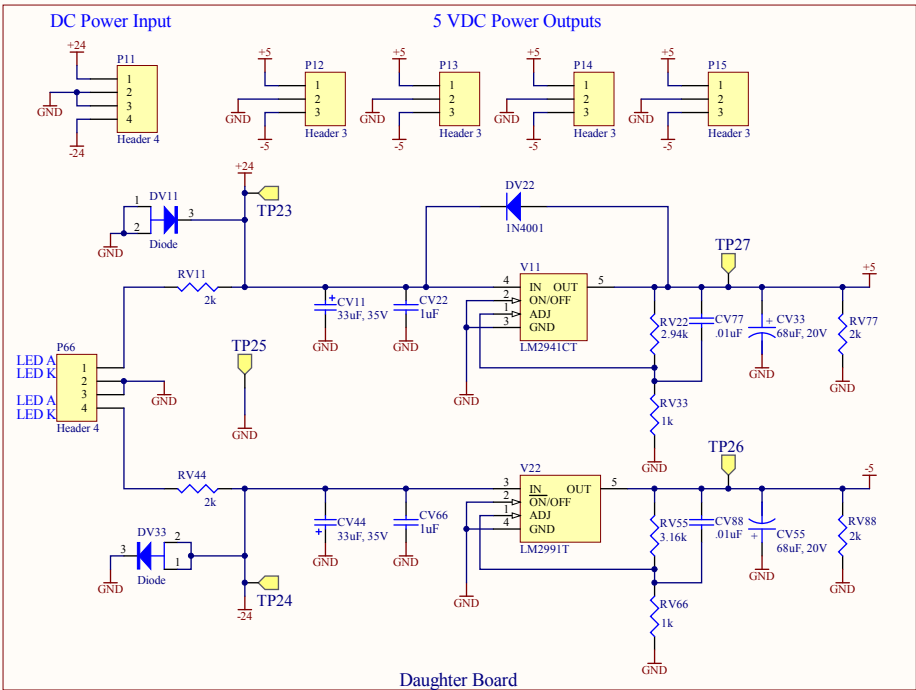 DC Power Input
5 VDC Power Outputs
+24
P11
1
2
3
4
GND
-24
Header 4
+5
P12
1
2
3
GND
-5
Header 3
+5
P13
1
2
3
GND
-5
Header 3
+5
P14
1
2
3
GND
-5
Header 3
+5
P15
1
2
3
GND
-5
Header 3
+24
TP23
DV11
1
2
3
Diode
GND
DV22
1N4001
RV11
2k
CV11
33uF, 35V
GND
CV22
1uF
GND
V11
4 IN OUT 5
2 ON/OFF
1 ADJ
3 GND
LM2941CT
GND
TP27
+5
RV22
2.94k
CV77
.01uF
CV33
68uF, 20V
GND
RV77
2k
GND
RV33
1k
GND
P66
LED A
LED K
LED A
LED K
1
2
3
4
Header 4
GND
TP25
GND
RV44
2k
DV33
3
2
1
Diode
GND
TP24
-24
CV44
33uF, 35V
GND
CV66
1uF
GND
V22
3 IN OUT 5
2 ON/OFF
1 ADJ
4 GND
LM2991T
GND
TP26
-5
RV55
3.16k
CV88
.01uF
CV55
68uF, 20V
GND
RV88
2k
GND
RV66
1k
GND
Daughter Board